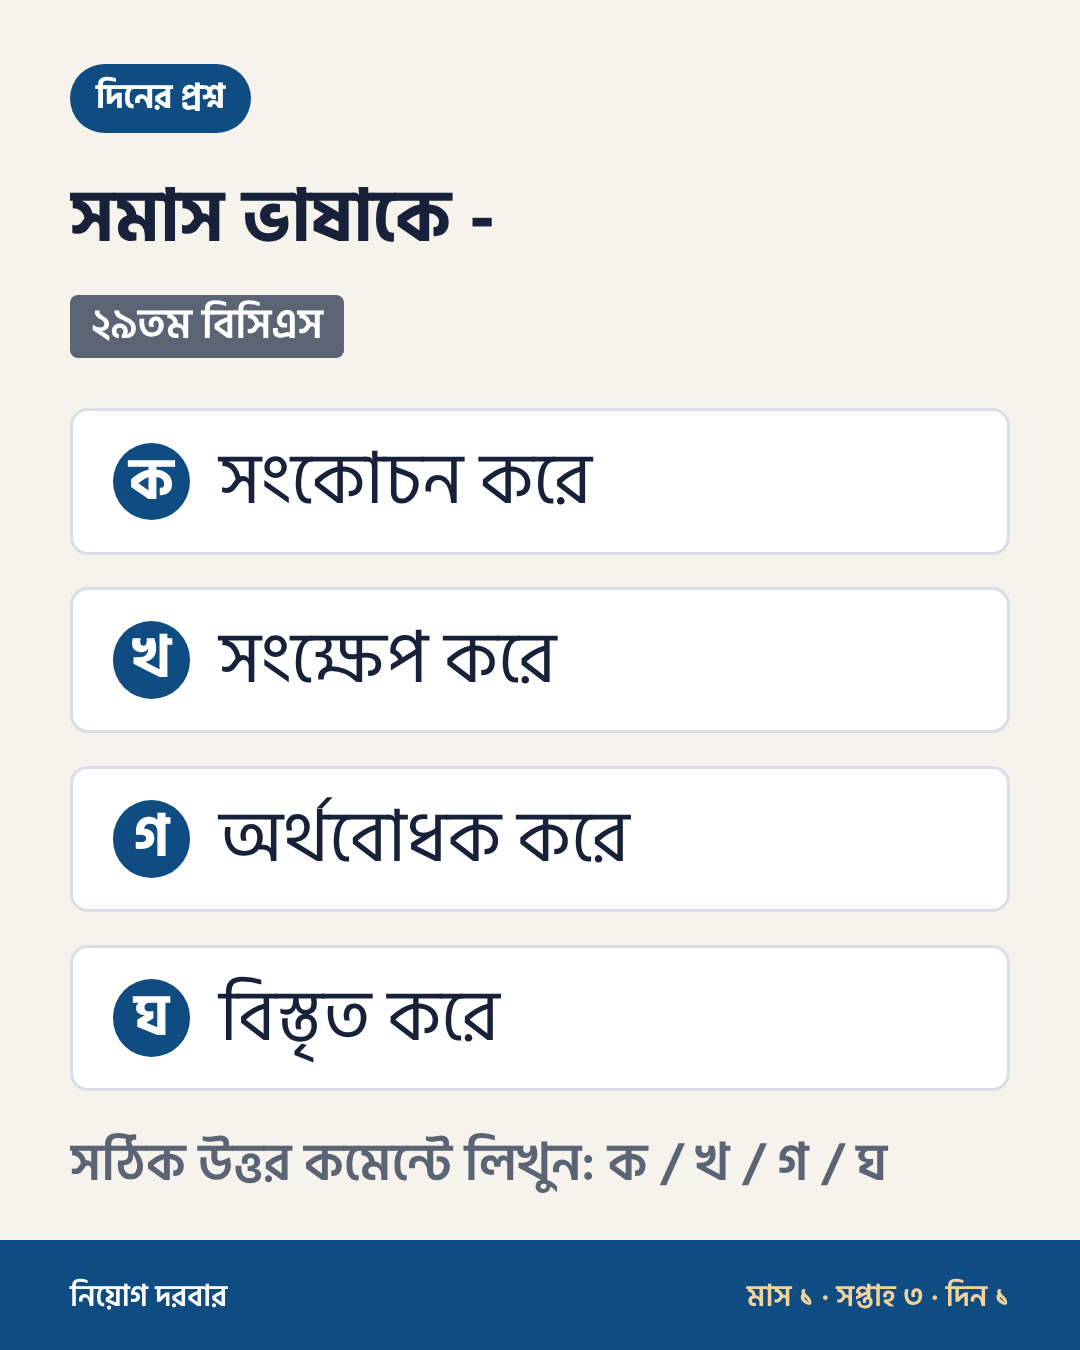 দিনের প্রশ্ন
সমাস ভাষাকে -
২৯তম বিসিএস
ক সংকোচন করে
খ সংক্ষেপ করে
গ অর্থবোধক করে
ঘ বিস্তৃত করে
সঠিক উত্তর কমেন্টে লিখুন: ক / খ / গ / ঘ
নিয়োগ দরবার
মাস ১ · সপ্তাহ ৩ · দিন ১